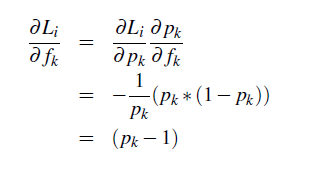 ∂L_i/∂f_k = ∂L_i/∂p_k ∂p_k/∂f_k
= −1/p_k (p_k ∗ (1 − p_k))
= (p_k − 1)